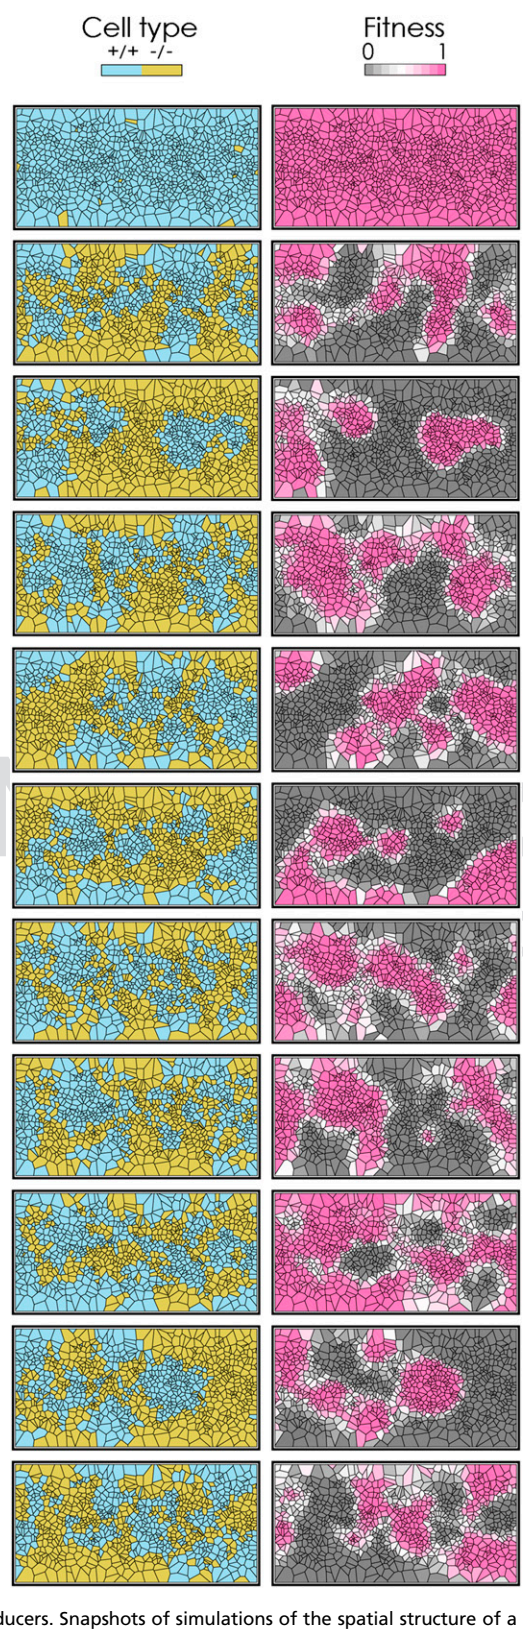 Cell type
+/+ -/-
Fitness
0 1
ducers. Snapshots of simulations of the spatial structure of a